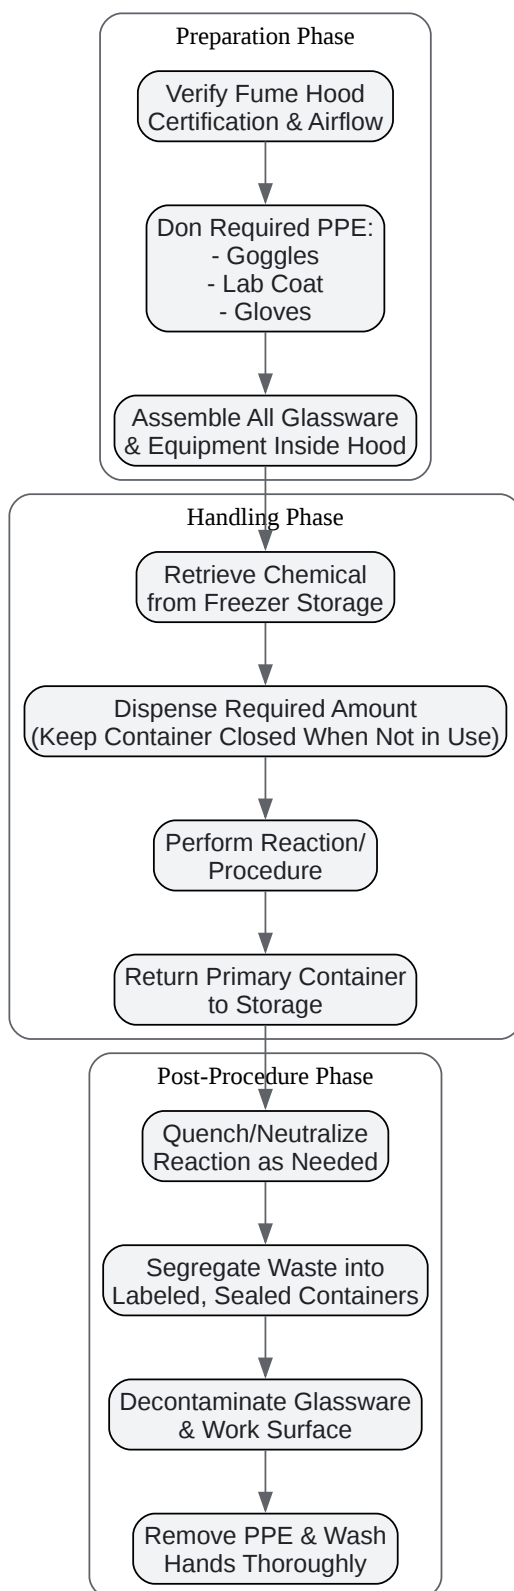 Preparation Phase
Verify Fume Hood
Certification & Airflow
Don Required PPE:
- Goggles
- Lab Coat
- Gloves
Assemble All Glassware
& Equipment Inside Hood
Handling Phase
Retrieve Chemical
from Freezer Storage
Dispense Required Amount
(Keep Container Closed When Not in Use)
Perform Reaction/
Procedure
Return Primary Container
to Storage
Post-Procedure Phase
Quench/Neutralize
Reaction as Needed
Segregate Waste into
Labeled, Sealed Containers
Decontaminate Glassware
& Work Surface
Remove PPE & Wash
Hands Thoroughly